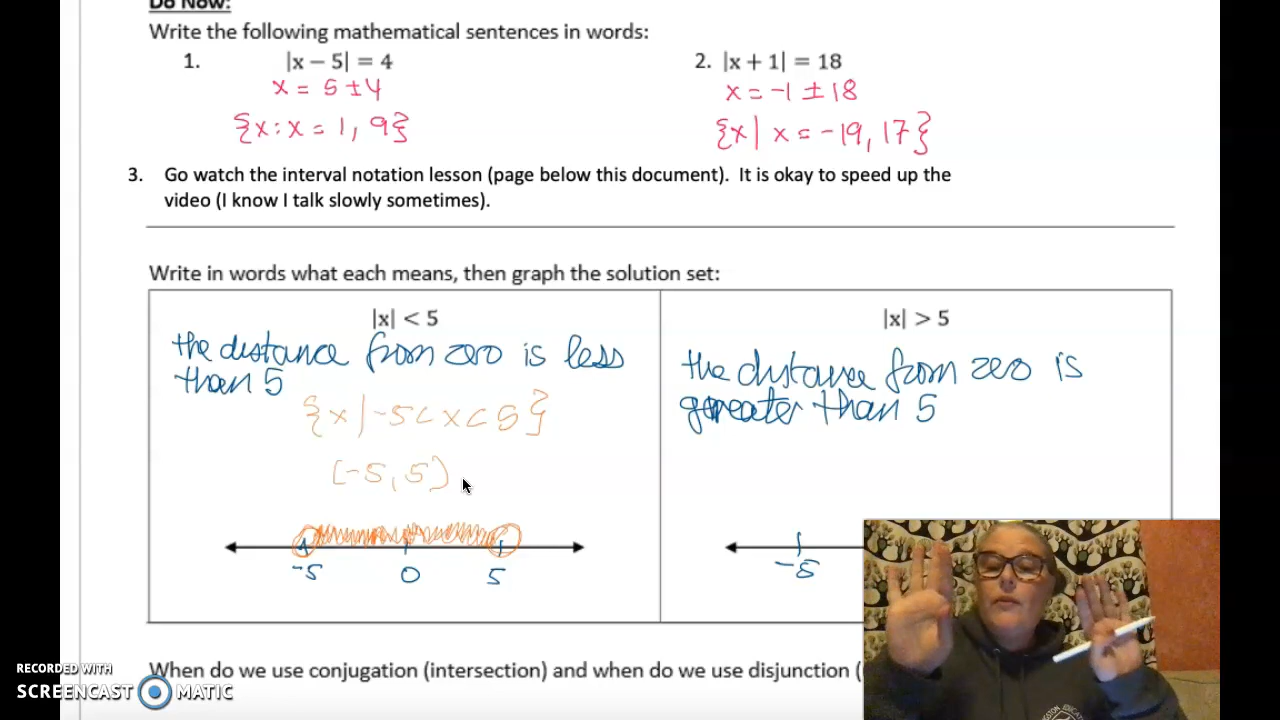 Do Now:
Write the following mathematical sentences in words:
1. |x – 5| = 4
2. |x + 1| = 18
x = 5 ± 4
x = -1 ± 18
{x: x = 1, 9}
{x | x = -19, 17}
3. Go watch the interval notation lesson (page below this document). It is okay to speed up the
video (I know I talk slowly sometimes).
Write in words what each means, then graph the solution set:
|x| < 5
the distance from zero is less
than 5
{x | -5 < x < 5}
(-5, 5)
-5 0 5
|x| > 5
the distance from zero is
greater than 5
-5
When do we use conjugation (intersection) and when do we use disjunction (
RECORDED WITH
SCREENCAST MATIC